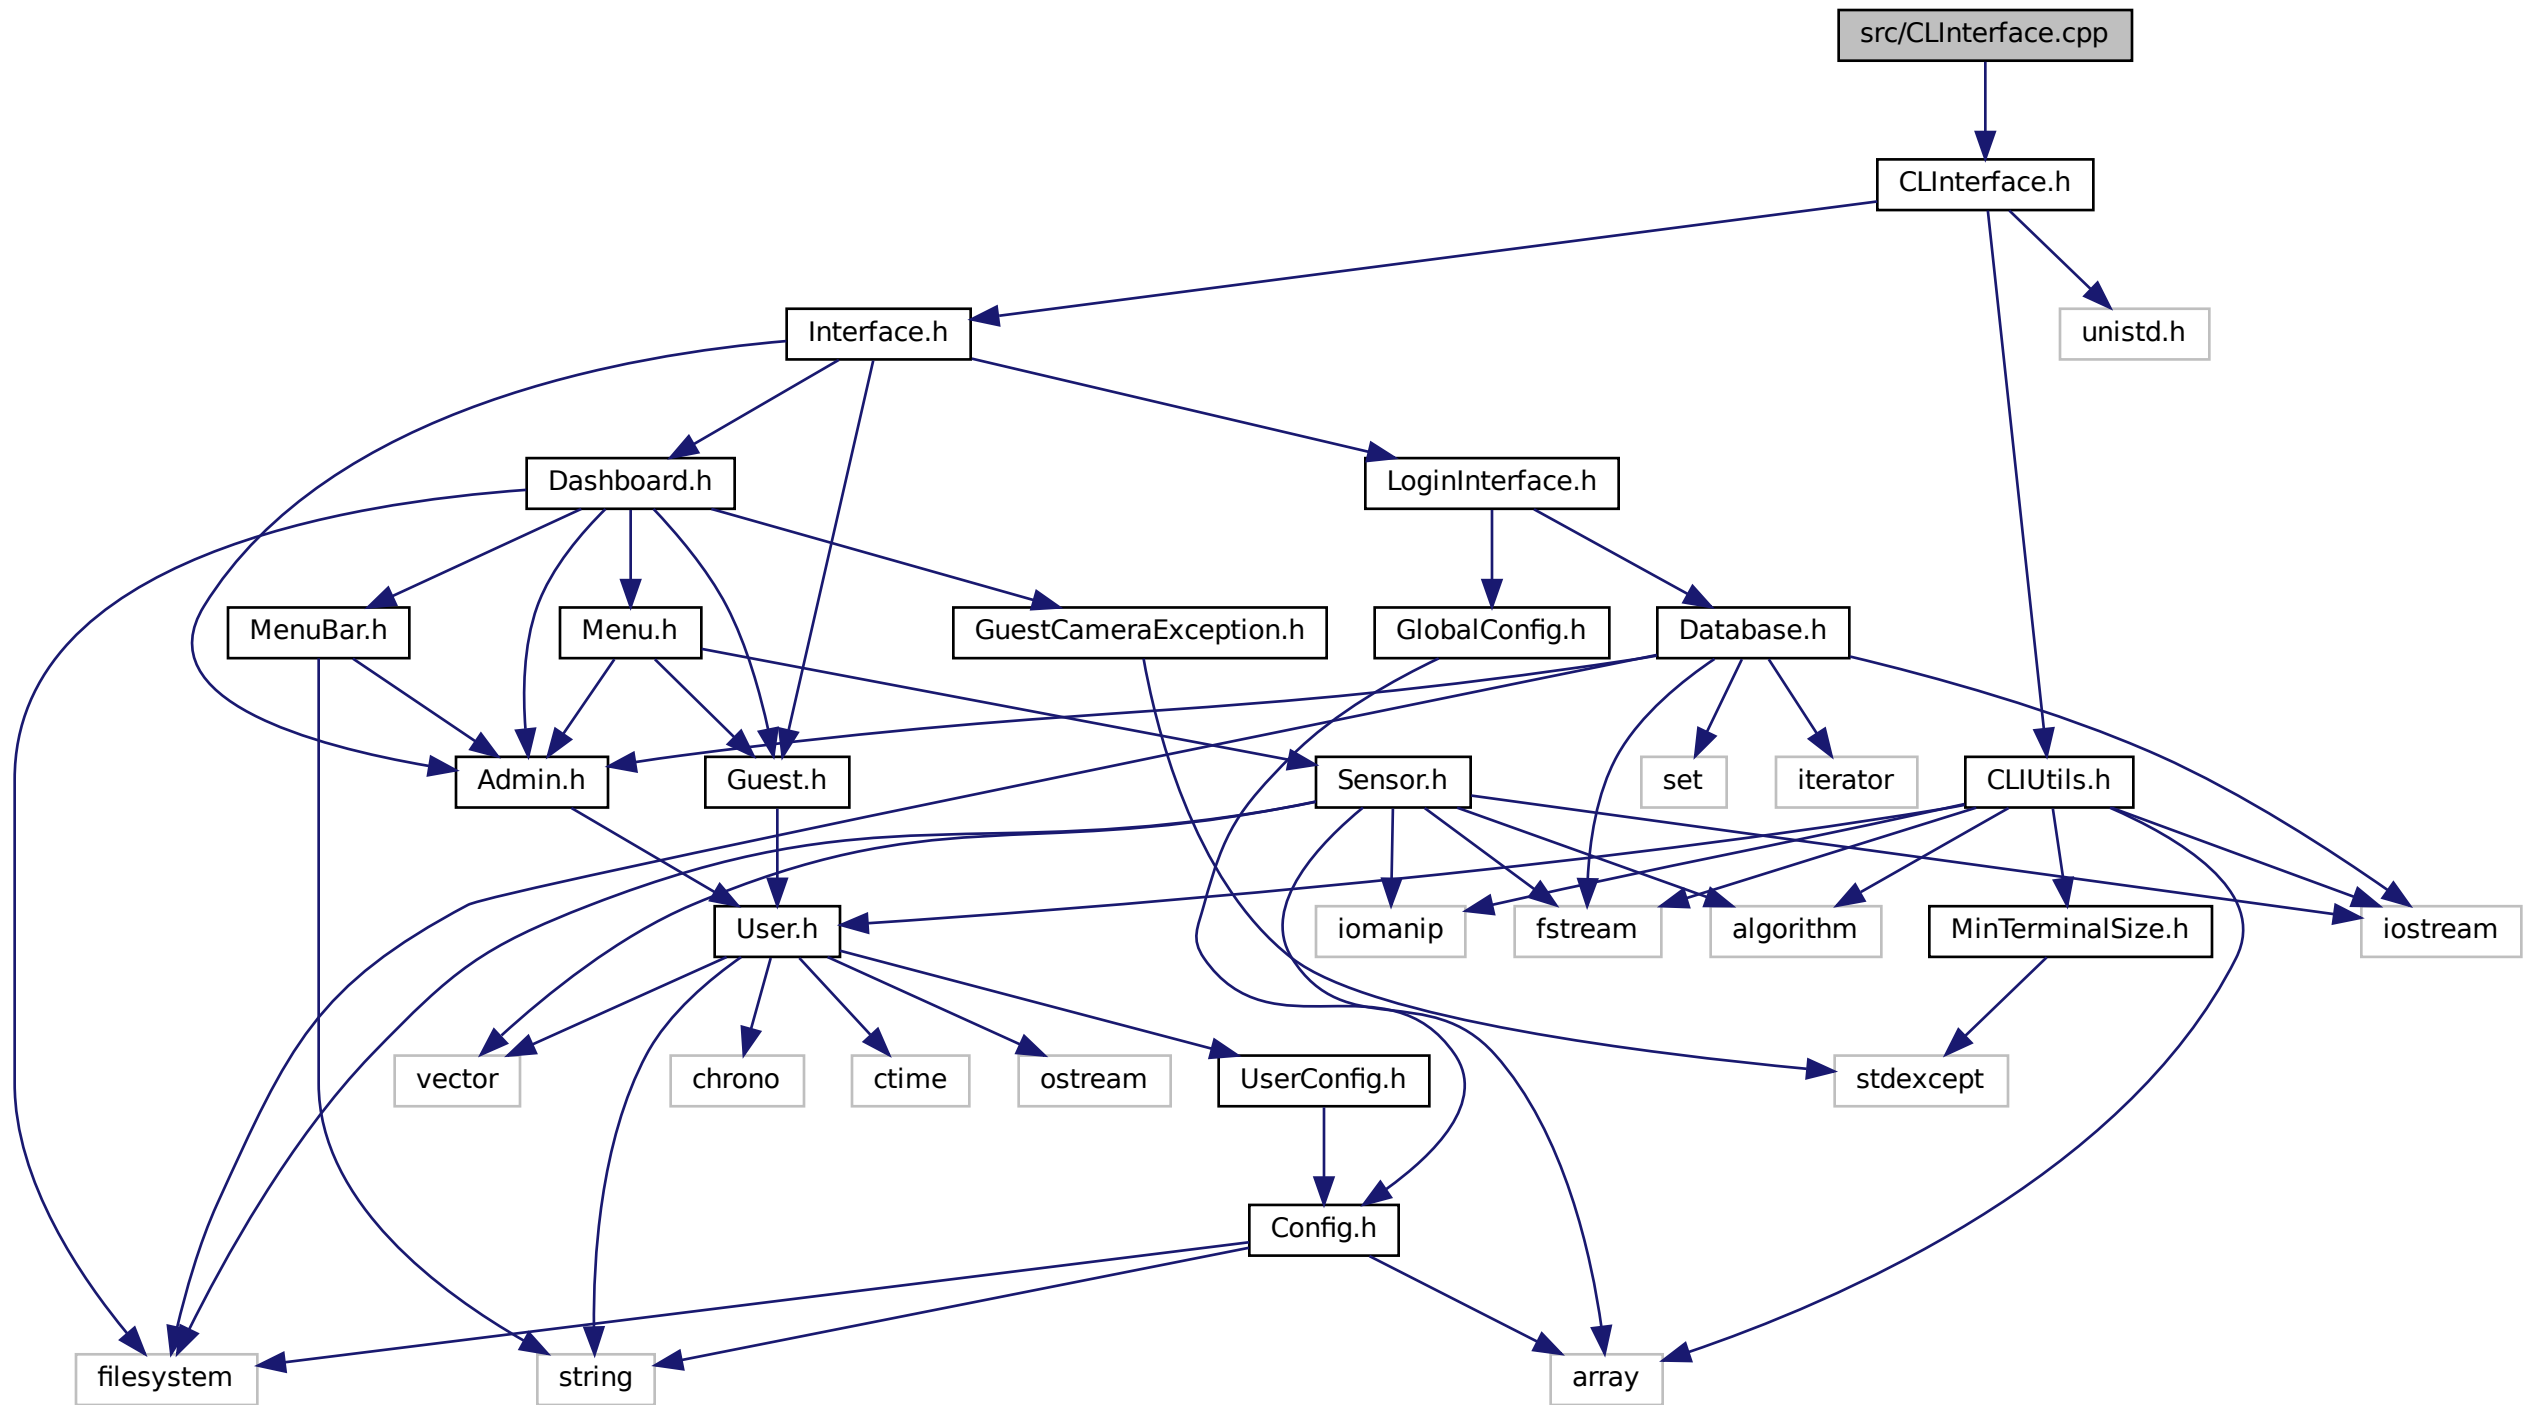 src/CLInterface.cpp
CLInterface.h
Interface.h
unistd.h
Dashboard.h
LoginInterface.h
MenuBar.h
Menu.h
GuestCameraException.h
GlobalConfig.h
Database.h
Admin.h
Guest.h
Sensor.h
set
iterator
CLIUtils.h
User.h
iomanip
fstream
algorithm
MinTerminalSize.h
iostream
vector
chrono
ctime
ostream
UserConfig.h
stdexcept
Config.h
filesystem
string
array